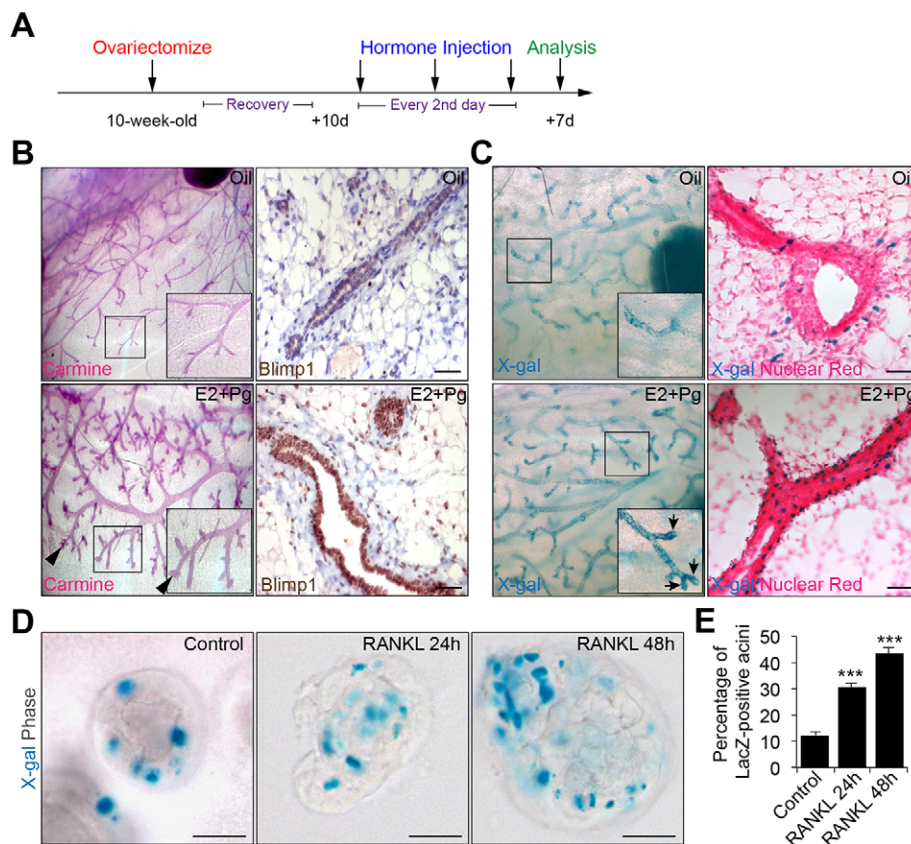 A
Ovariectomize
Hormone Injection
Analysis
Recovery
Every 2nd day
10-week-old
+10d
+7d
B
Oil
Carmine
Oil
Blimp1
E2+Pg
Carmine
E2+Pg
Blimp1
C
Oil
X-gal
Oil
X-gal Nuclear Red
E2+Pg
X-gal
E2+Pg
X-gal Nuclear Red
D
X-gal Phase
Control
RANKL 24h
RANKL 48h
E
Percentage of
LacZ-positive acini
50
40
30
20
10
0
***
***
Control
RANKL 24h
RANKL 48h